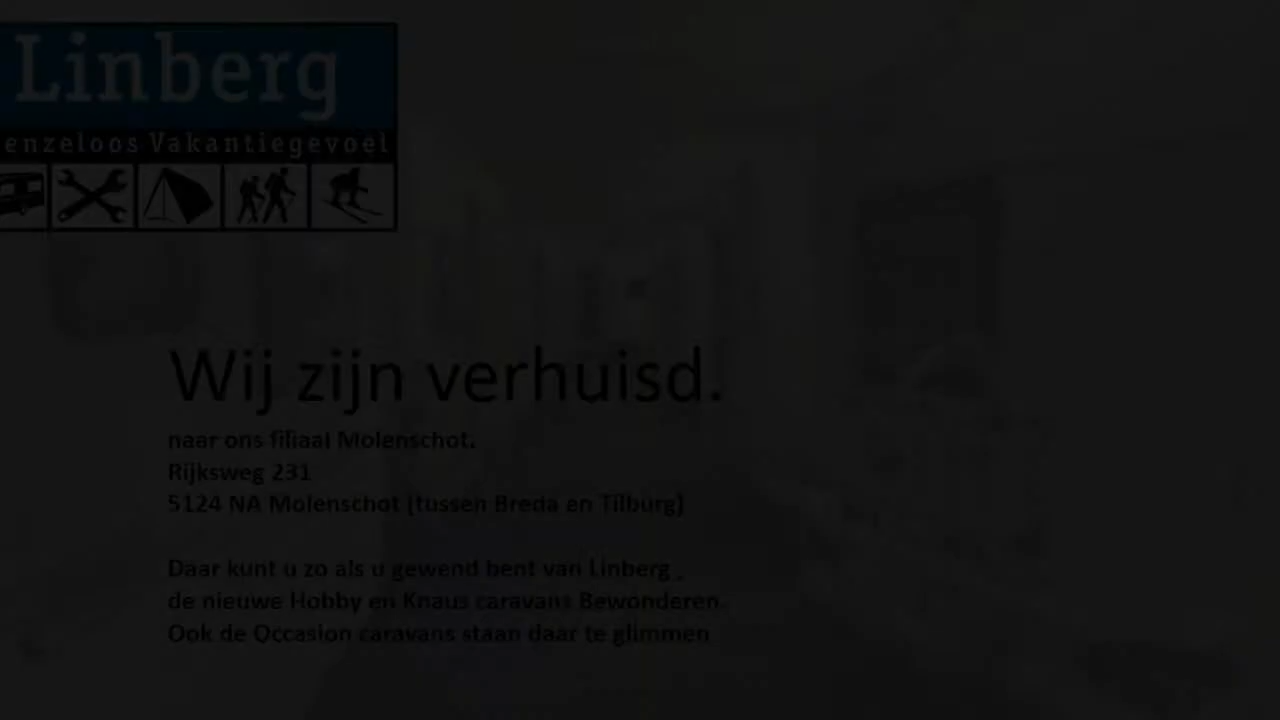 Linberg
enzeloos Vakantiegevoel
Wij zijn verhuisd.
naar ons filiaal Molenschot.
Rijksweg 231
5124 NA Molenschot (tussen Breda en Tilburg)
Daar kunt u zo als u gewend bent van Linberg ,
de nieuwe Hobby en Knaus caravans Bewonderen.
Ook de Occasion caravans staan daar te glimmen